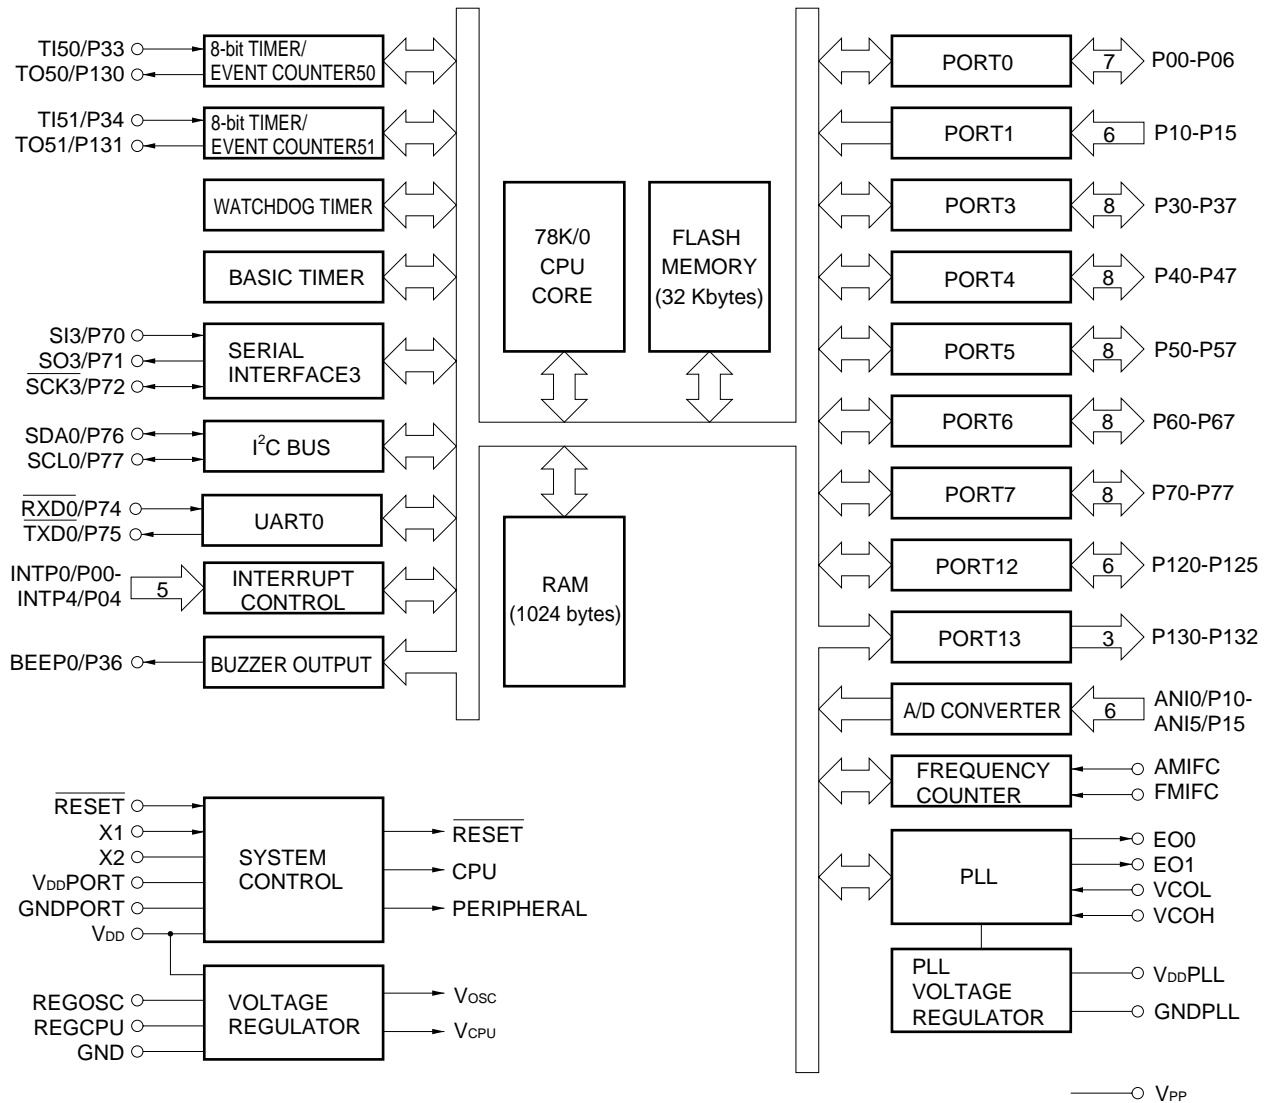 TI50/P33
TO50/P130
8-bit TIMER/
EVENT COUNTER50
TI51/P34
TO51/P131
8-bit TIMER/
EVENT COUNTER51
WATCHDOG TIMER
BASIC TIMER
SI3/P70
SO3/P71
SCK3/P72
SERIAL
INTERFACE3
SDA0/P76
SCL0/P77
I²C BUS
RXD0/P74
TXD0/P75
UART0
INTP0/P00-
INTP4/P04
5
INTERRUPT
CONTROL
BEEP0/P36
BUZZER OUTPUT
78K/0
CPU
CORE
FLASH
MEMORY
(32 Kbytes)
RAM
(1024 bytes)
PORT0
7
P00-P06
PORT1
6
P10-P15
PORT3
8
P30-P37
PORT4
8
P40-P47
PORT5
8
P50-P57
PORT6
8
P60-P67
PORT7
8
P70-P77
PORT12
6
P120-P125
PORT13
3
P130-P132
A/D CONVERTER
6
ANI0/P10-
ANI5/P15
FREQUENCY
COUNTER
AMIFC
FMIFC
PLL
EO0
EO1
VCOL
VCOH
PLL
VOLTAGE
REGULATOR
VDDPLL
GNDPLL
RESET
X1
X2
VDDPORT
GNDPORT
VDD
SYSTEM
CONTROL
RESET
CPU
PERIPHERAL
REGOSC
REGCPU
GND
VOLTAGE
REGULATOR
VOSC
VCPU
VPP